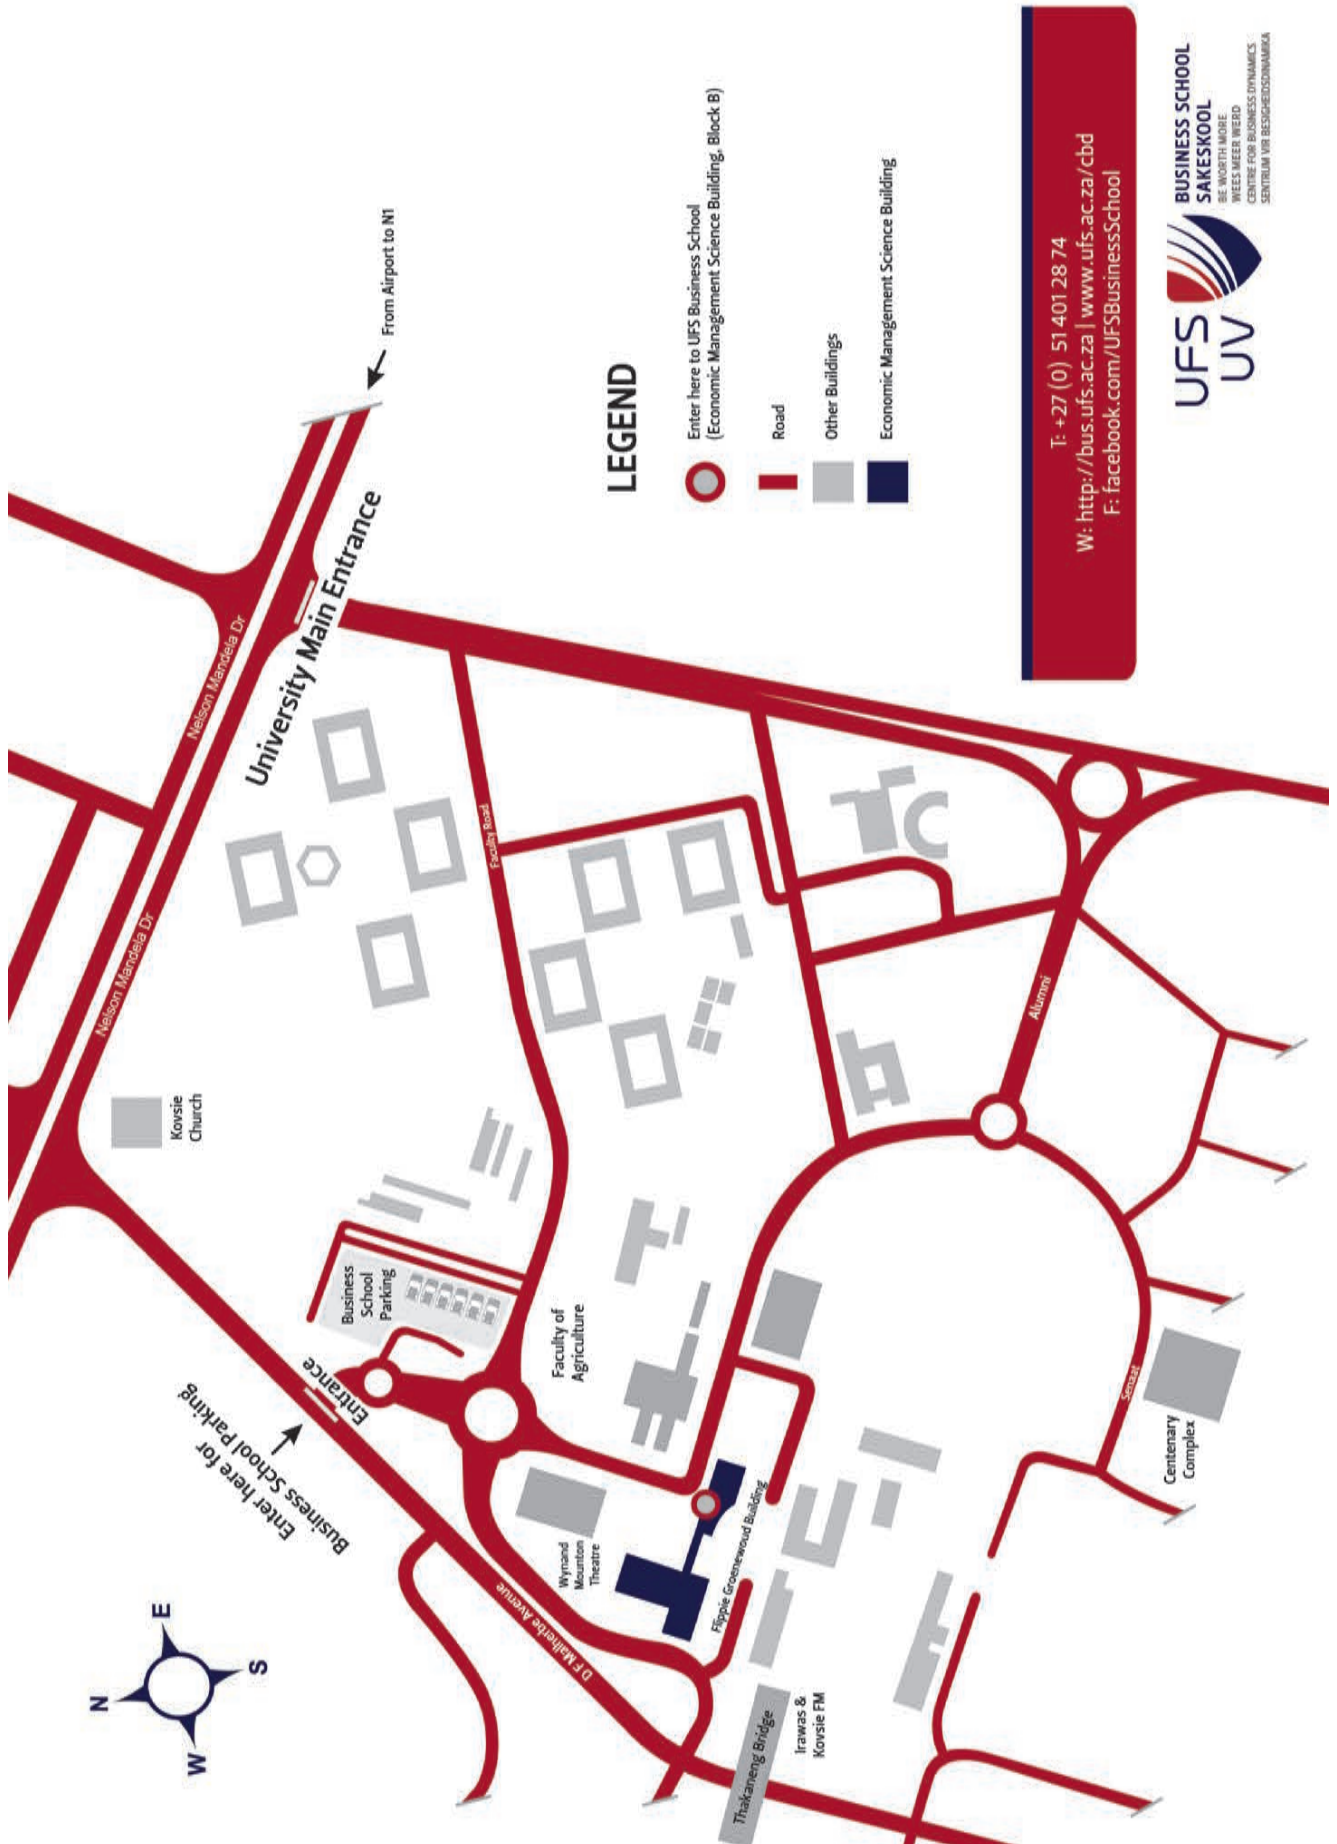 Nelson Mandela Dr
Nelson Mandela Dr
University Main Entrance
From Airport to N1
Kovsie
Church
Faculty Road
Business
School
Parking
Entrance
Enter here for
Business School Parking
Faculty of
Agriculture
Wynand
Mounton
Theatre
Flippie Groenewoud Building
D F Malherbe Avenue
Thakaneng Bridge
Irawas &
Kovsie FM
Alumni
Senaat
Centenary
Complex
N
E
S
W
LEGEND
Enter here to UFS Business School
(Economic Management Science Building, Block B)
Road
Other Buildings
Economic Management Science Building
T: +27 (0) 51 401 28 74
W: http://bus.ufs.ac.za | www.ufs.ac.za/cbd
F: facebook.com/UFSBusinessSchool
UFS
UV
BUSINESS SCHOOL
SAKESKOOL
BE WORTH MORE
WEES MEER WERD
CENTRE FOR BUSINESS DYNAMICS
SENTRUM VIR BESIGHEIDSDINAMIKA